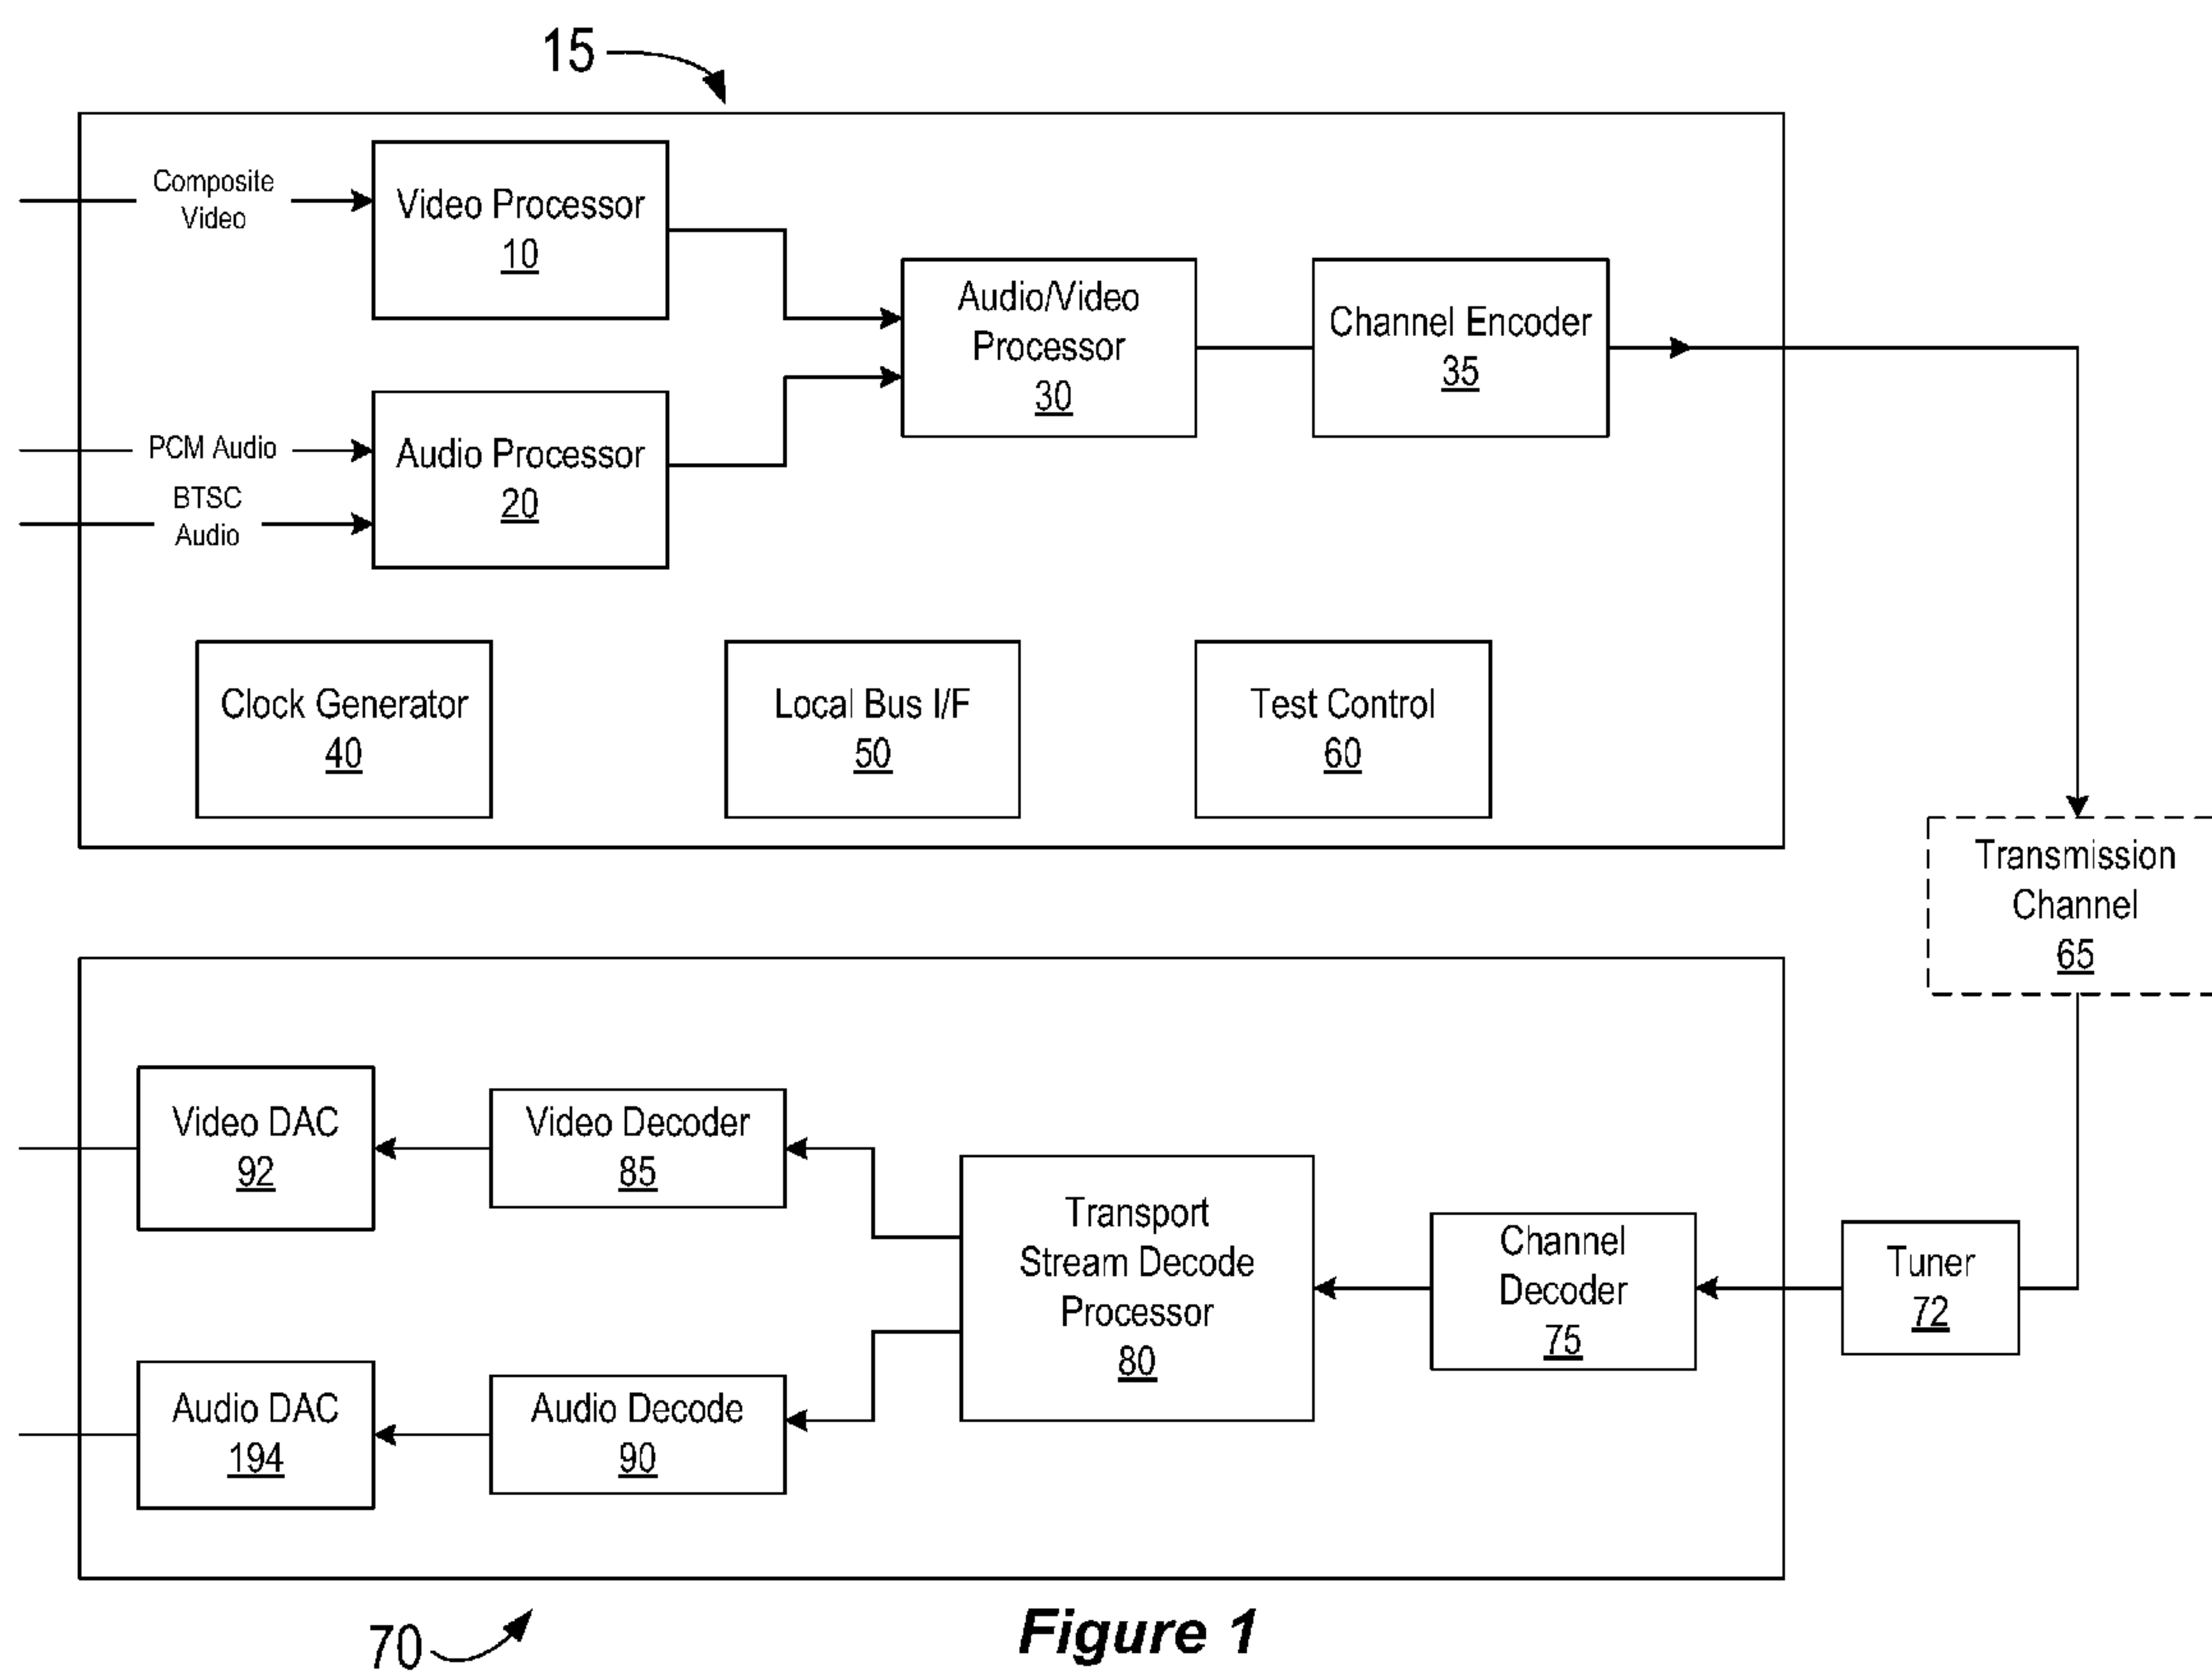 15
Composite
Video
Video Processor
10
Audio/Video
Processor
30
Channel Encoder
35
PCM Audio
BTSC
Audio
Audio Processor
20
Clock Generator
40
Local Bus I/F
50
Test Control
60
Transmission
Channel
65
Video DAC
92
Video Decoder
85
Transport
Stream Decode
Processor
80
Channel
Decoder
75
Tuner
72
Audio DAC
194
Audio Decode
90
70
Figure 1